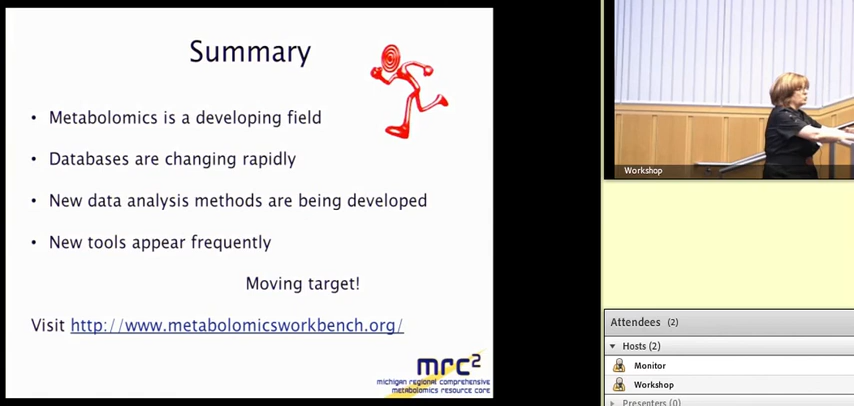 Summary
• Metabolomics is a developing field
• Databases are changing rapidly
• New data analysis methods are being developed
• New tools appear frequently
Moving target!
Visit http://www.metabolomicsworkbench.org/
mrc2
michigan regional comprehensive
metabolomics resource core
Workshop
Attendees (2)
Hosts (2)
Monitor
Workshop
Presenters (0)